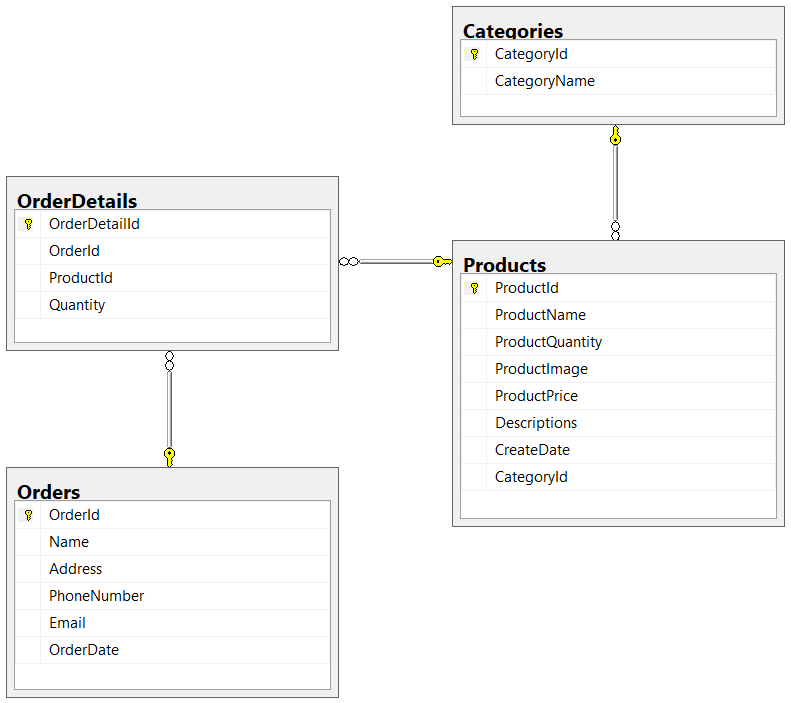 Categories
CategoryId
CategoryName
OrderDetails
OrderDetailId
OrderId
ProductId
Quantity
Products
ProductId
ProductName
ProductQuantity
ProductImage
ProductPrice
Descriptions
CreateDate
CategoryId
Orders
OrderId
Name
Address
PhoneNumber
Email
OrderDate